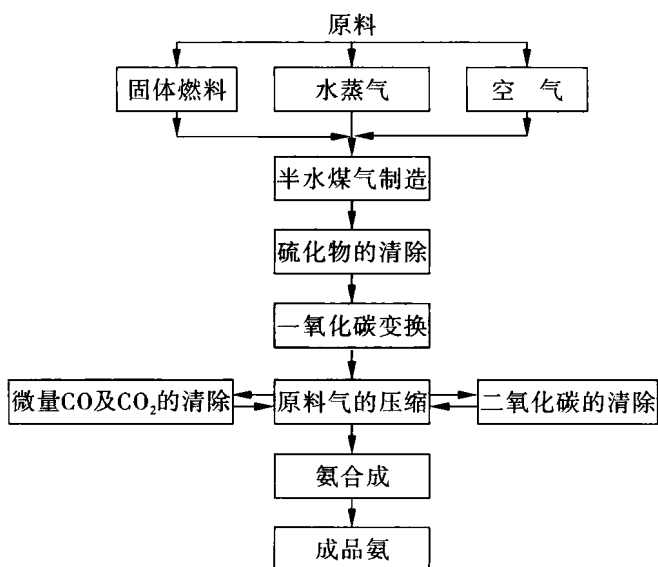 原料
固体燃料
水蒸气
空 气
半水煤气制造
硫化物的清除
一氧化碳变换
微量CO及CO₂的清除
原料气的压缩
二氧化碳的清除
氨合成
成品氨